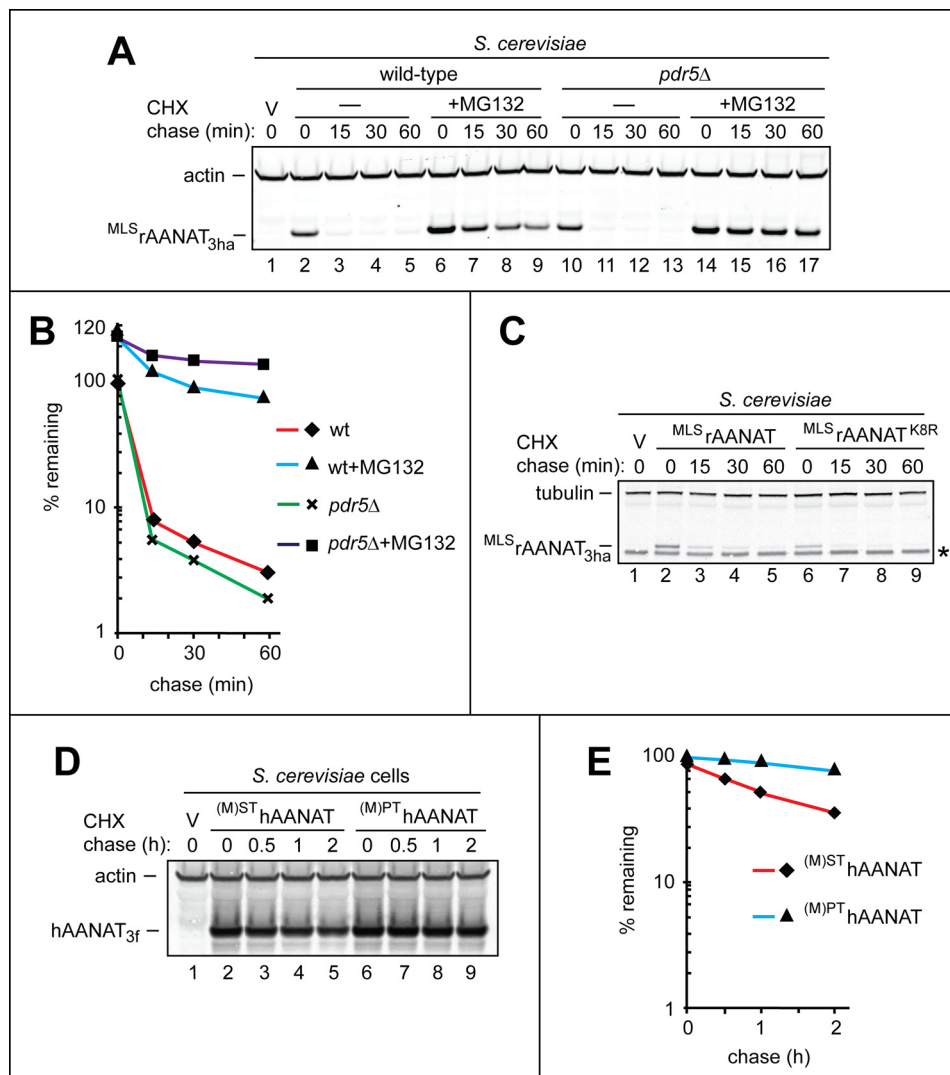 A
S. cerevisiae
wild-type pdr5Δ
CHX V — +MG132 — +MG132
chase (min): 0 0 15 30 60 0 15 30 60 0 15 30 60 0 15 30 60
actin
MLSrAANAT3ha
1 2 3 4 5 6 7 8 9 10 11 12 13 14 15 16 17
B
% remaining
120
100
10
1
0 30 60
chase (min)
wt
wt+MG132
pdr5Δ
pdr5Δ+MG132
C
S. cerevisiae
CHX V MLSrAANAT MLSrAANATK8R
chase (min): 0 0 15 30 60 0 15 30 60
tubulin
MLSrAANAT3ha *
1 2 3 4 5 6 7 8 9
D
S. cerevisiae cells
CHX V (M)SThAANAT (M)PThAANAT
chase (h): 0 0 0.5 1 2 0 0.5 1 2
actin
hAANAT3f
1 2 3 4 5 6 7 8 9
E
% remaining
100
10
1
0 1 2
chase (h)
(M)SThAANAT
(M)PThAANAT